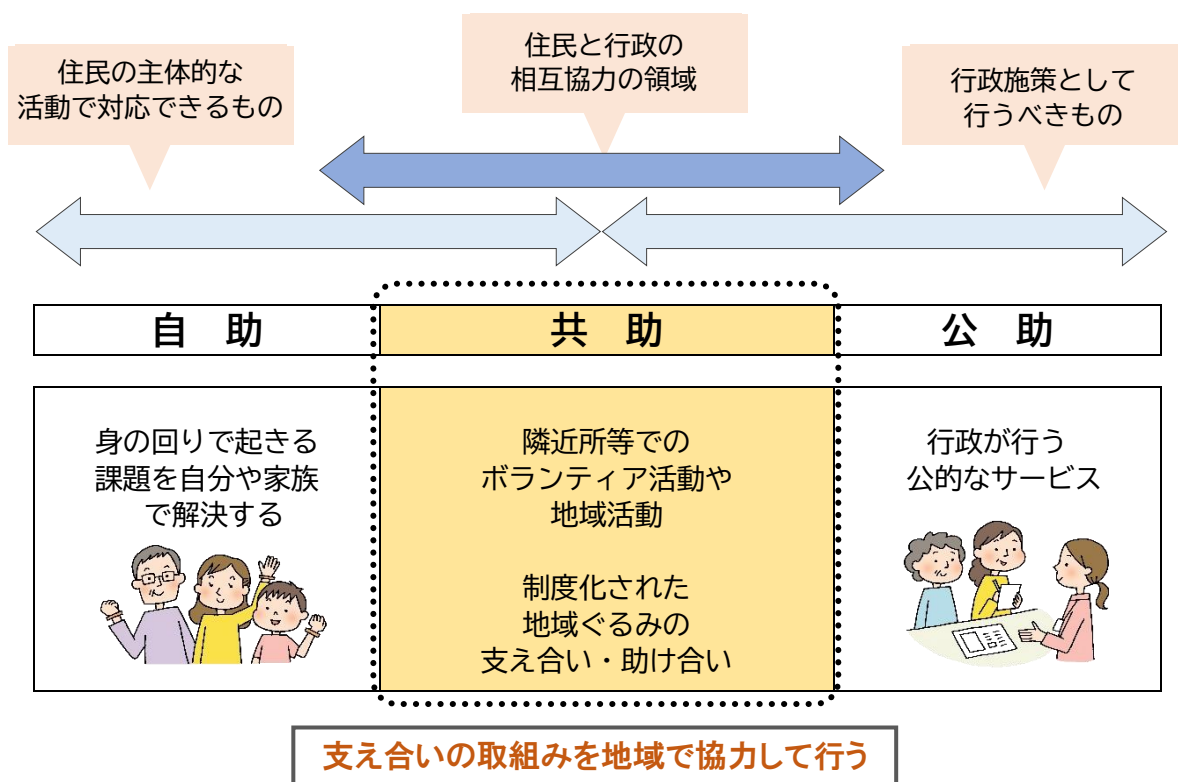 住民の主体的な
活動で対応できるもの
住民と行政の
相互協力の領域
行政施策として
行うべきもの
自　助
共　助
公　助
身の回りで起きる
課題を自分や家族
で解決する
隣近所等での
ボランティア活動や
地域活動
制度化された
地域ぐるみの
支え合い・助け合い
行政が行う
公的なサービス
支え合いの取組みを地域で協力して行う